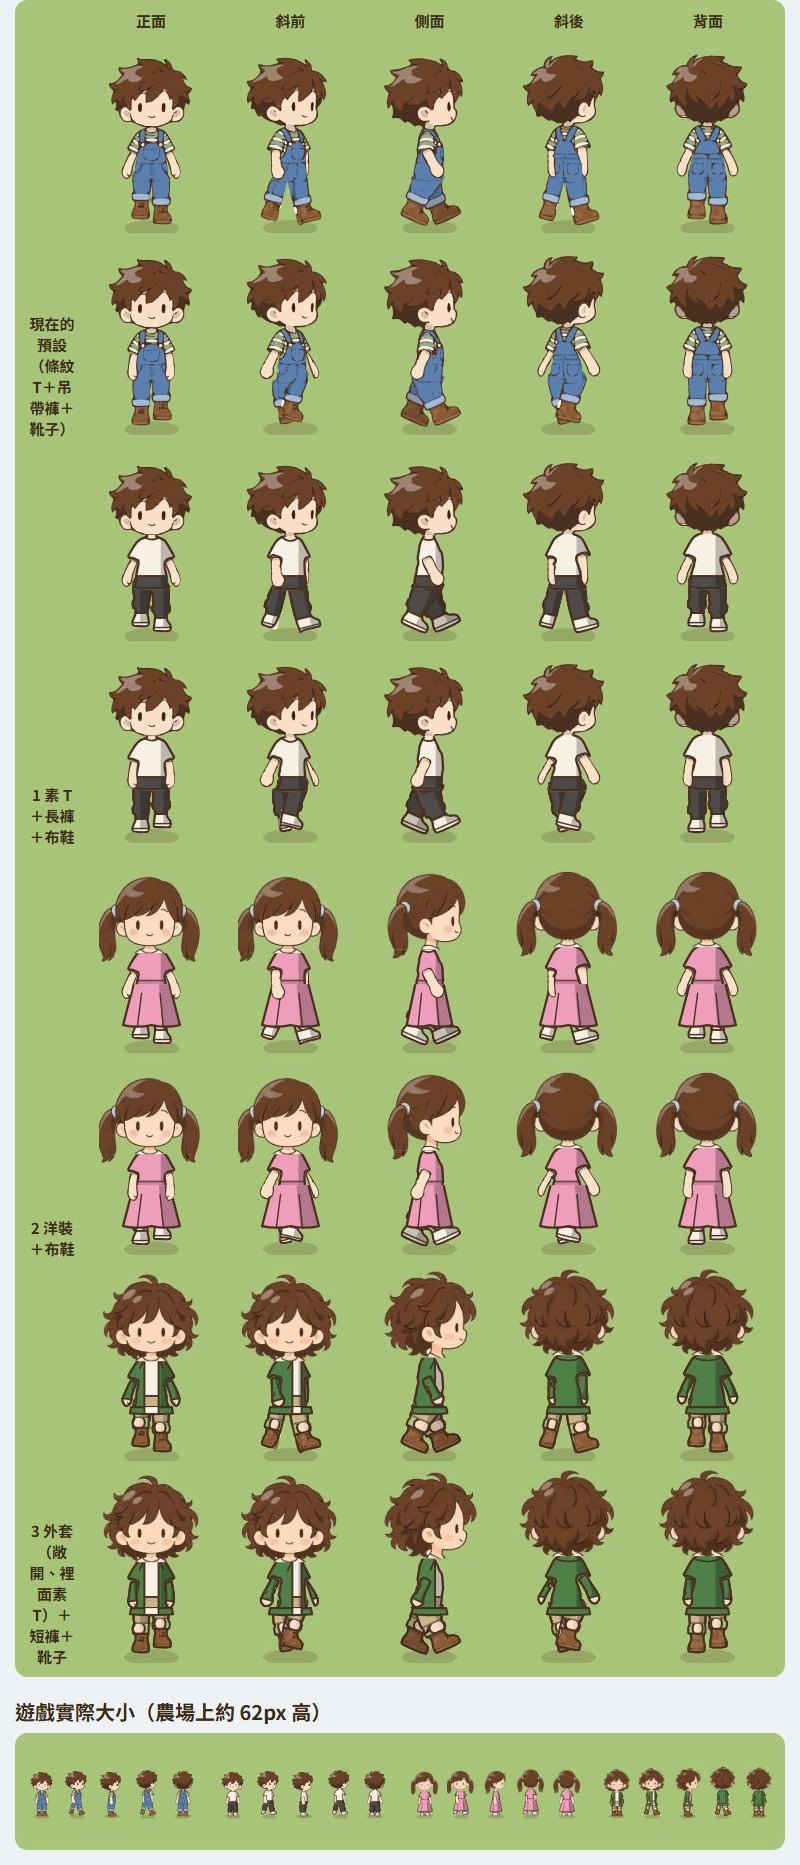 正面
斜前
側面
斜後
背面
現在的
預設
（條紋
T＋吊
帶褲＋
靴子）
1 素 T
＋長褲
＋布鞋
2 洋裝
＋布鞋
3 外套
（敞
開、裡
面素
T）＋
短褲＋
靴子
遊戲實際大小（農場上約 62px 高）